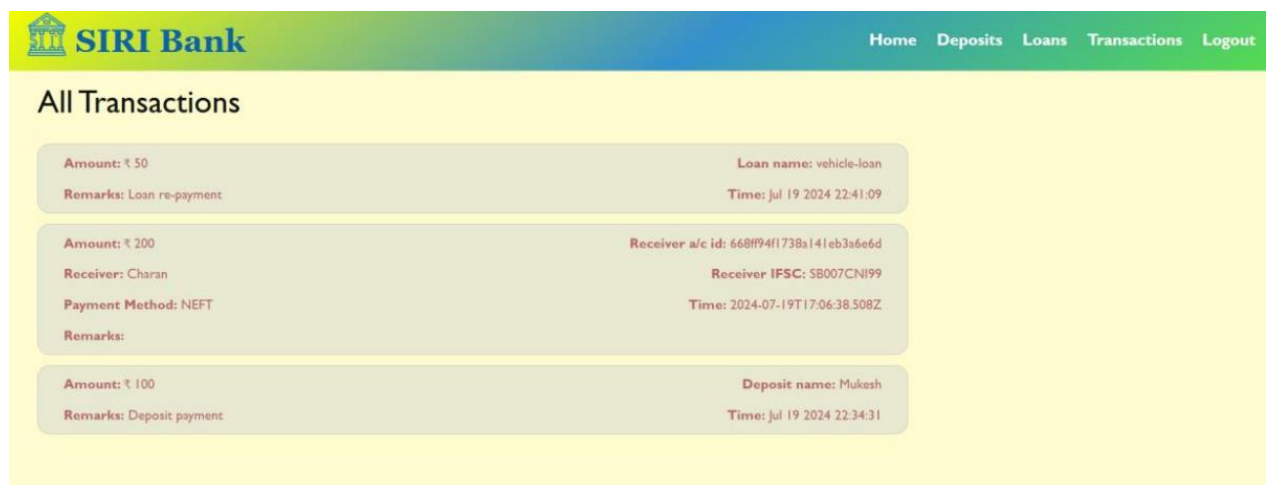 SIRI Bank
Home Deposits Loans Transactions Logout
All Transactions
Amount: ₹ 50 Loan name: vehicle-loan
Remarks: Loan re-payment Time: Jul 19 2024 22:41:09
Amount: ₹ 200 Receiver a/c id: 668ff94f1738a141eb3a6e6d
Receiver: Charan Receiver IFSC: SB007CNI99
Payment Method: NEFT Time: 2024-07-19T17:06:38.508Z
Remarks:
Amount: ₹ 100 Deposit name: Mukesh
Remarks: Deposit payment Time: Jul 19 2024 22:34:31